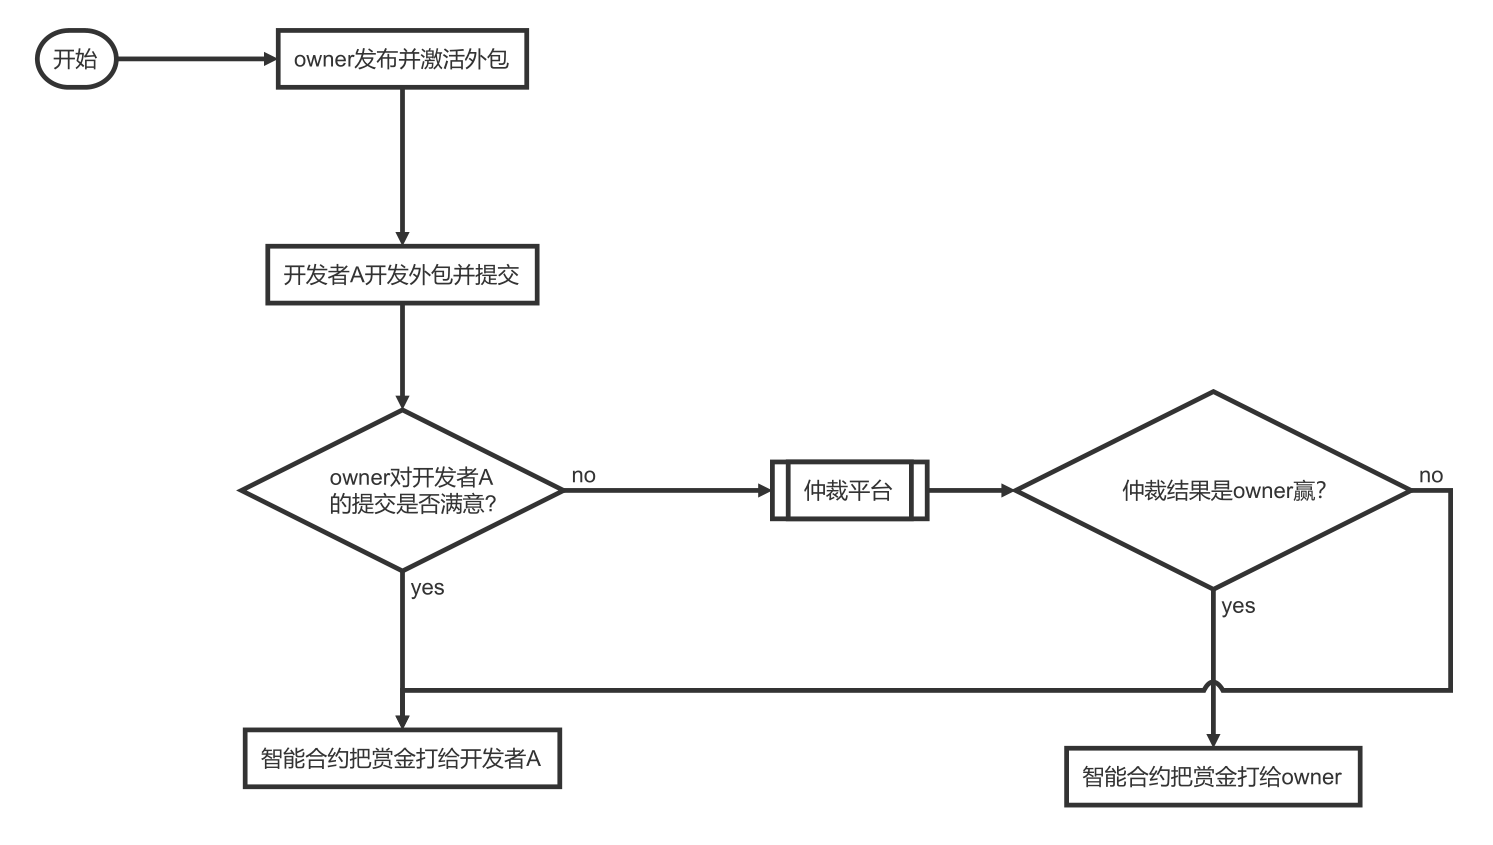 开始
owner发布并激活外包
开发者A开发外包并提交
owner对开发者A
的提交是否满意?
no
仲裁平台
仲裁结果是owner赢?
no
yes
yes
智能合约把赏金打给开发者A
智能合约把赏金打给owner